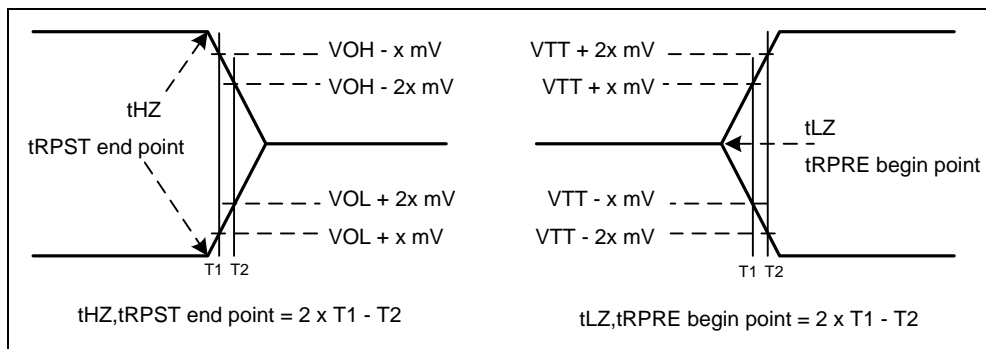 VOH - x mV
VOH - 2x mV
tHZ
tRPST end point
VOL + 2x mV
VOL + x mV
T1 T2
tHZ,tRPST end point = 2 x T1 - T2
VTT + 2x mV
VTT + x mV
tLZ
tRPRE begin point
VTT - x mV
VTT - 2x mV
T1 T2
tLZ,tRPRE begin point = 2 x T1 - T2